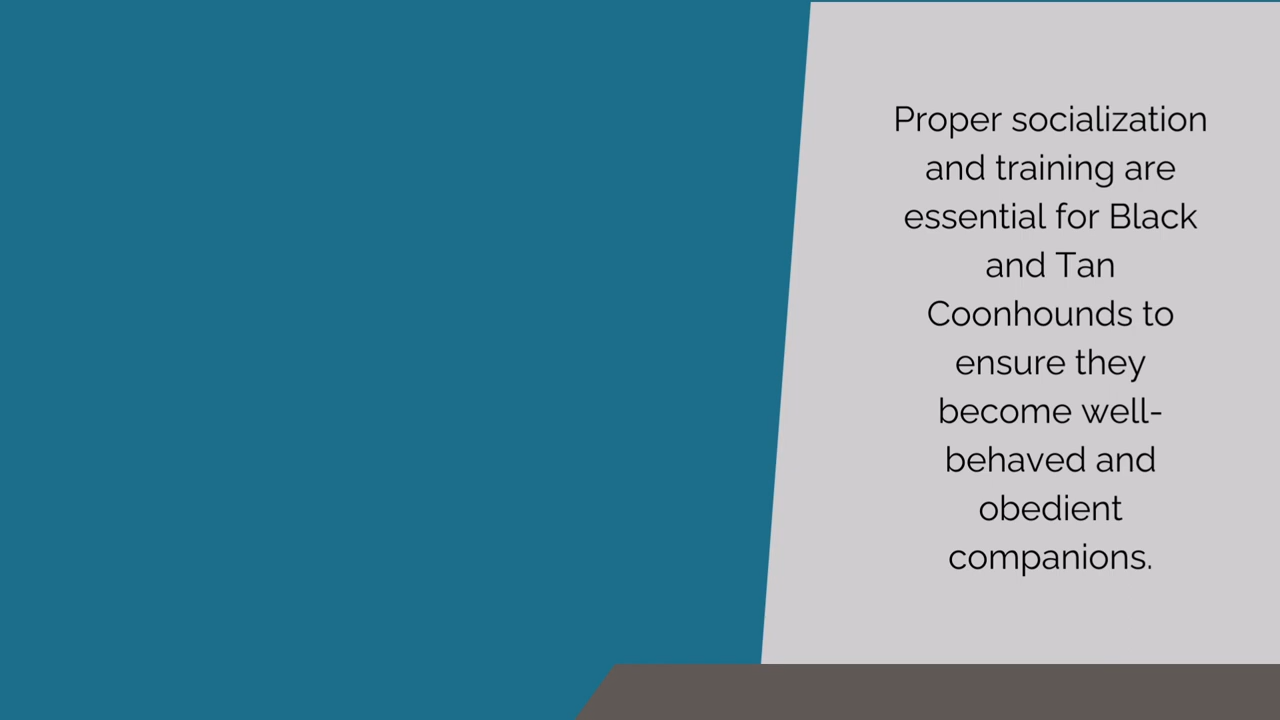 Proper socialization
and training are
essential for Black
and Tan
Coonhounds to
ensure they
become well-
behaved and
obedient
companions.